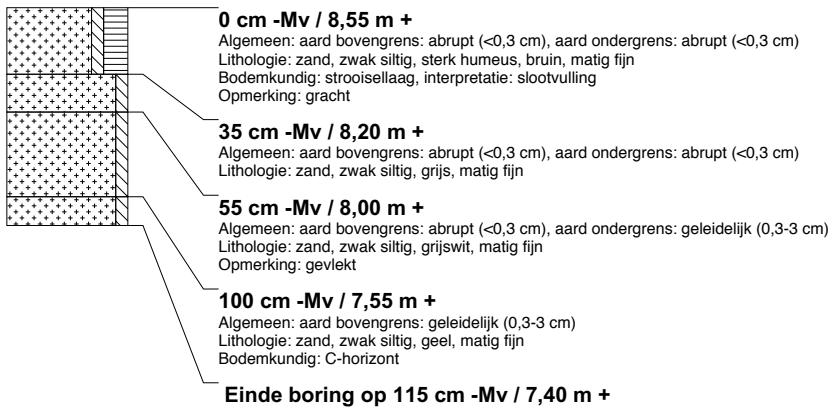 0 cm -Mv / 8,55 m +
Algemeen: aard bovengrens: abrupt (<0,3 cm), aard ondergrens: abrupt (<0,3 cm)
Lithologie: zand, zwak siltig, sterk humeus, bruin, matig fijn
Bodemkundig: strooisellaag, interpretatie: slootvulling
Opmerking: gracht
35 cm -Mv / 8,20 m +
Algemeen: aard bovengrens: abrupt (<0,3 cm), aard ondergrens: abrupt (<0,3 cm)
Lithologie: zand, zwak siltig, grijs, matig fijn
55 cm -Mv / 8,00 m +
Algemeen: aard bovengrens: abrupt (<0,3 cm), aard ondergrens: geleidelijk (0,3-3 cm)
Lithologie: zand, zwak siltig, grijswit, matig fijn
Opmerking: gevlekt
100 cm -Mv / 7,55 m +
Algemeen: aard bovengrens: geleidelijk (0,3-3 cm)
Lithologie: zand, zwak siltig, geel, matig fijn
Bodemkundig: C-horizont
Einde boring op 115 cm -Mv / 7,40 m +